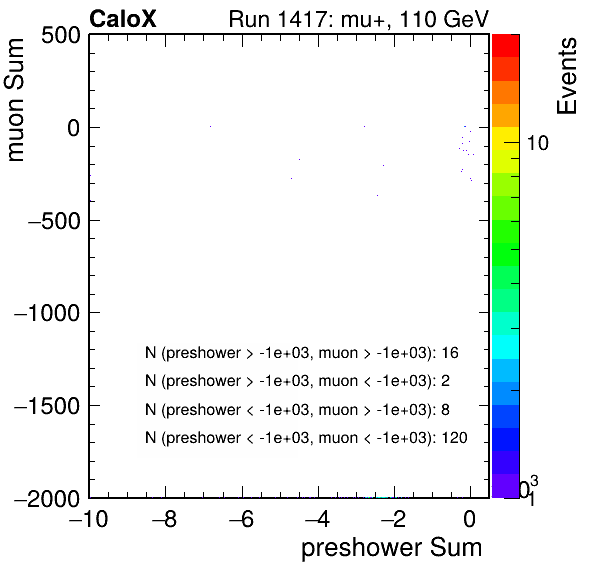 CaloX Run 1417: mu+, 110 GeV
500
0
−500
−1000
−1500
−2000
muon Sum
N (preshower > -1e+03, muon > -1e+03): 16
N (preshower > -1e+03, muon < -1e+03): 2
N (preshower < -1e+03, muon > -1e+03): 8
N (preshower < -1e+03, muon < -1e+03): 120
−10 −8 −6 −4 −2 0
preshower Sum
Events
10
1
03